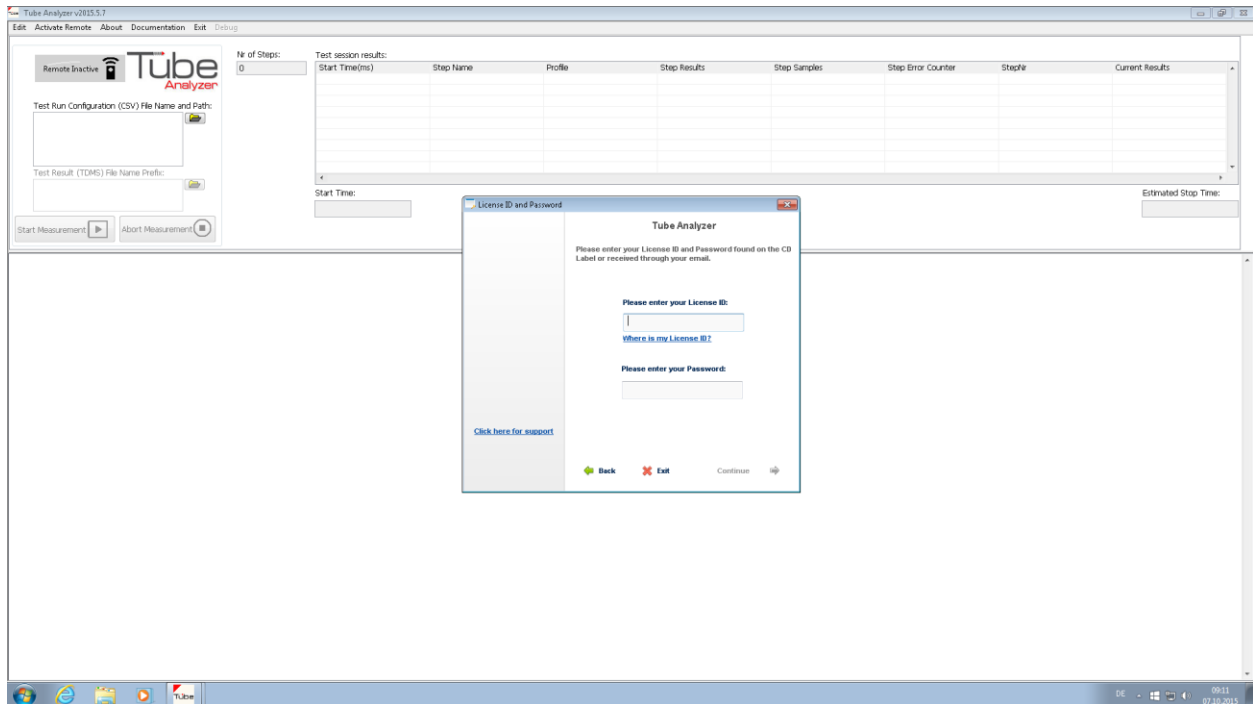 Tube Analyzer v2015.5.7
Edit Activate Remote About Documentation Exit Debug
Remote Inactive
Tube
Analyzer
Nr of Steps:
0
Test Run Configuration (CSV) File Name and Path:
Test Result (TDMS) File Name Prefix:
Start Measurement
Abort Measurement
Test session results:
Start Time(ms) Step Name Profile Step Results Step Samples Step Error Counter StepNr Current Results
Start Time:
Estimated Stop Time:
License ID and Password
Tube Analyzer
Please enter your License ID and Password found on the CD
Label or received through your email.
Please enter your License ID:
Where is my License ID?
Please enter your Password:
Click here for support
Back
Exit
Continue
Tube
DE
09:11
07.10.2015